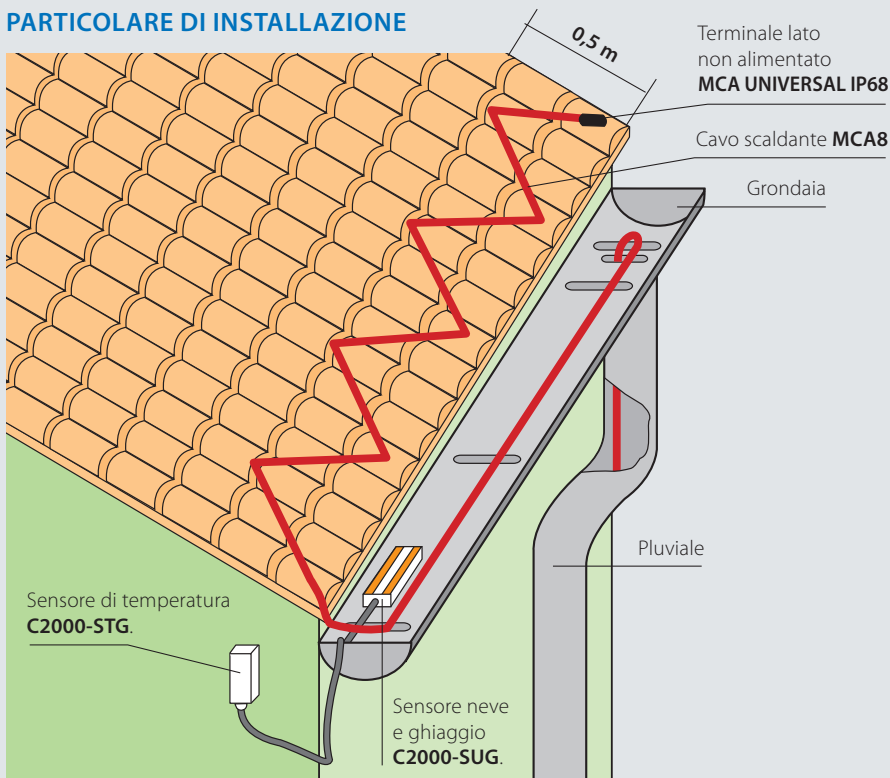 PARTICOLARE DI INSTALLAZIONE
0,5 m
Terminale lato
non alimentato
MCA UNIVERSAL IP68
Cavo scaldante MCA8
Grondaia
Pluviale
Sensore di temperatura
C2000-STG.
Sensore neve
e ghiaggio
C2000-SUG.